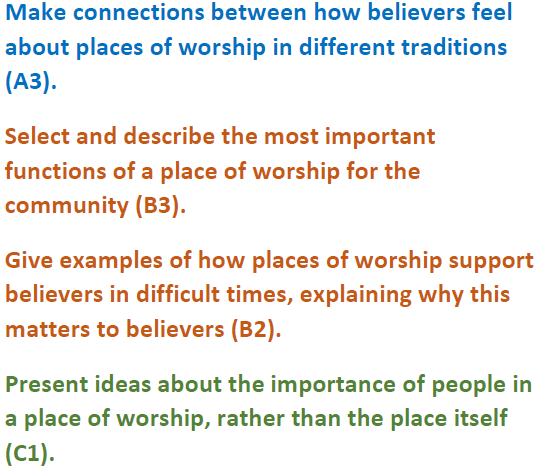 Make connections between how believers feel
about places of worship in different traditions
(A3).
Select and describe the most important
functions of a place of worship for the
community (B3).
Give examples of how places of worship support
believers in difficult times, explaining why this
matters to believers (B2).
Present ideas about the importance of people in
a place of worship, rather than the place itself
(C1).